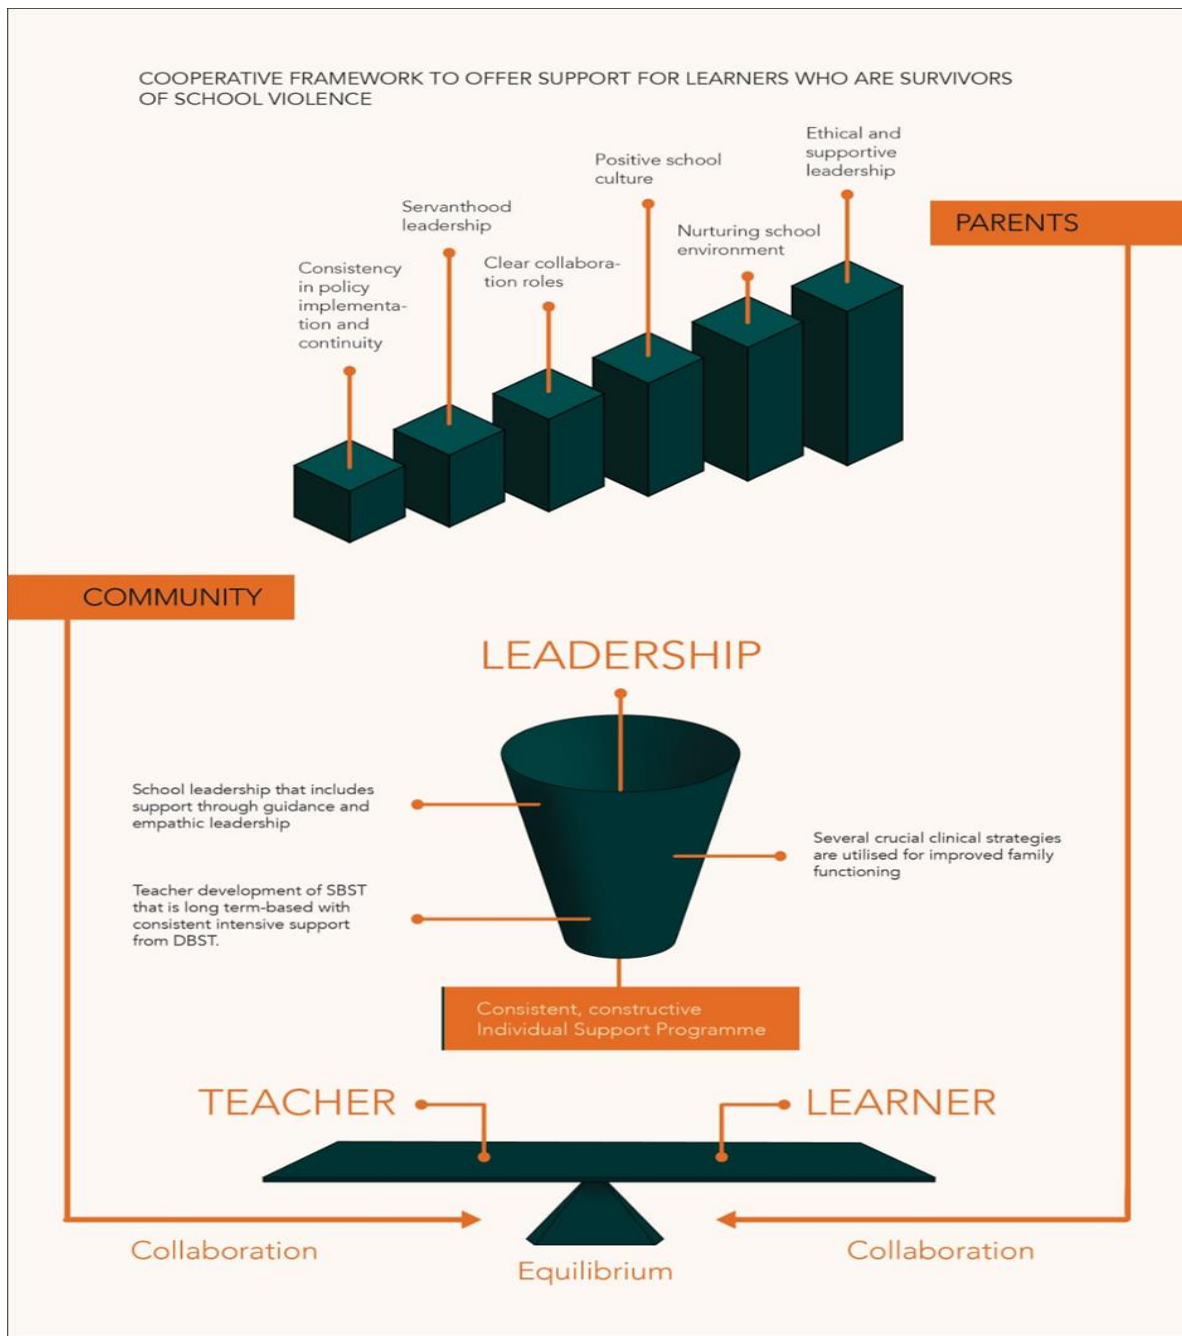 COOPERATIVE FRAMEWORK TO OFFER SUPPORT FOR LEARNERS WHO ARE SURVIVORS
OF SCHOOL VIOLENCE
Ethical and
supportive
leadership
Positive school
culture
Servanthood
leadership
Nurturing school
environment
Clear collabora-
tion roles
Consistency
in policy
implementa-
tion and
continuity
PARENTS
COMMUNITY
LEADERSHIP
School leadership that includes
support through guidance and
empathic leadership
Several crucial clinical strategies
are utilised for improved family
functioning
Teacher development of SBST
that is long term-based with
consistent intensive support
from DBST.
Consistent, constructive
Individual Support Programme
TEACHER
LEARNER
Collaboration
Equilibrium
Collaboration